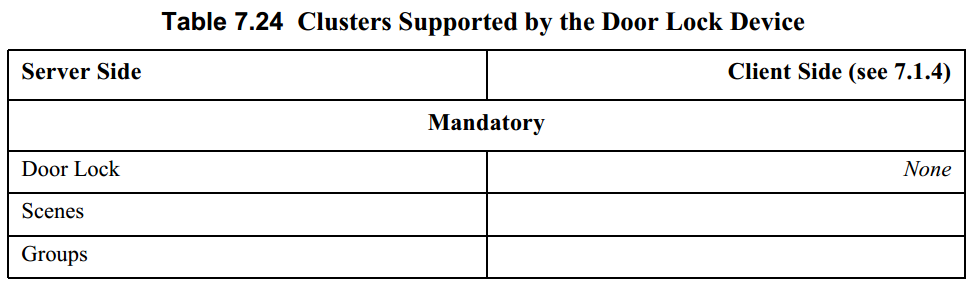 Table 7.24 Clusters Supported by the Door Lock Device
Server Side Client Side (see 7.1.4)
Mandatory
Door Lock None
Scenes
Groups